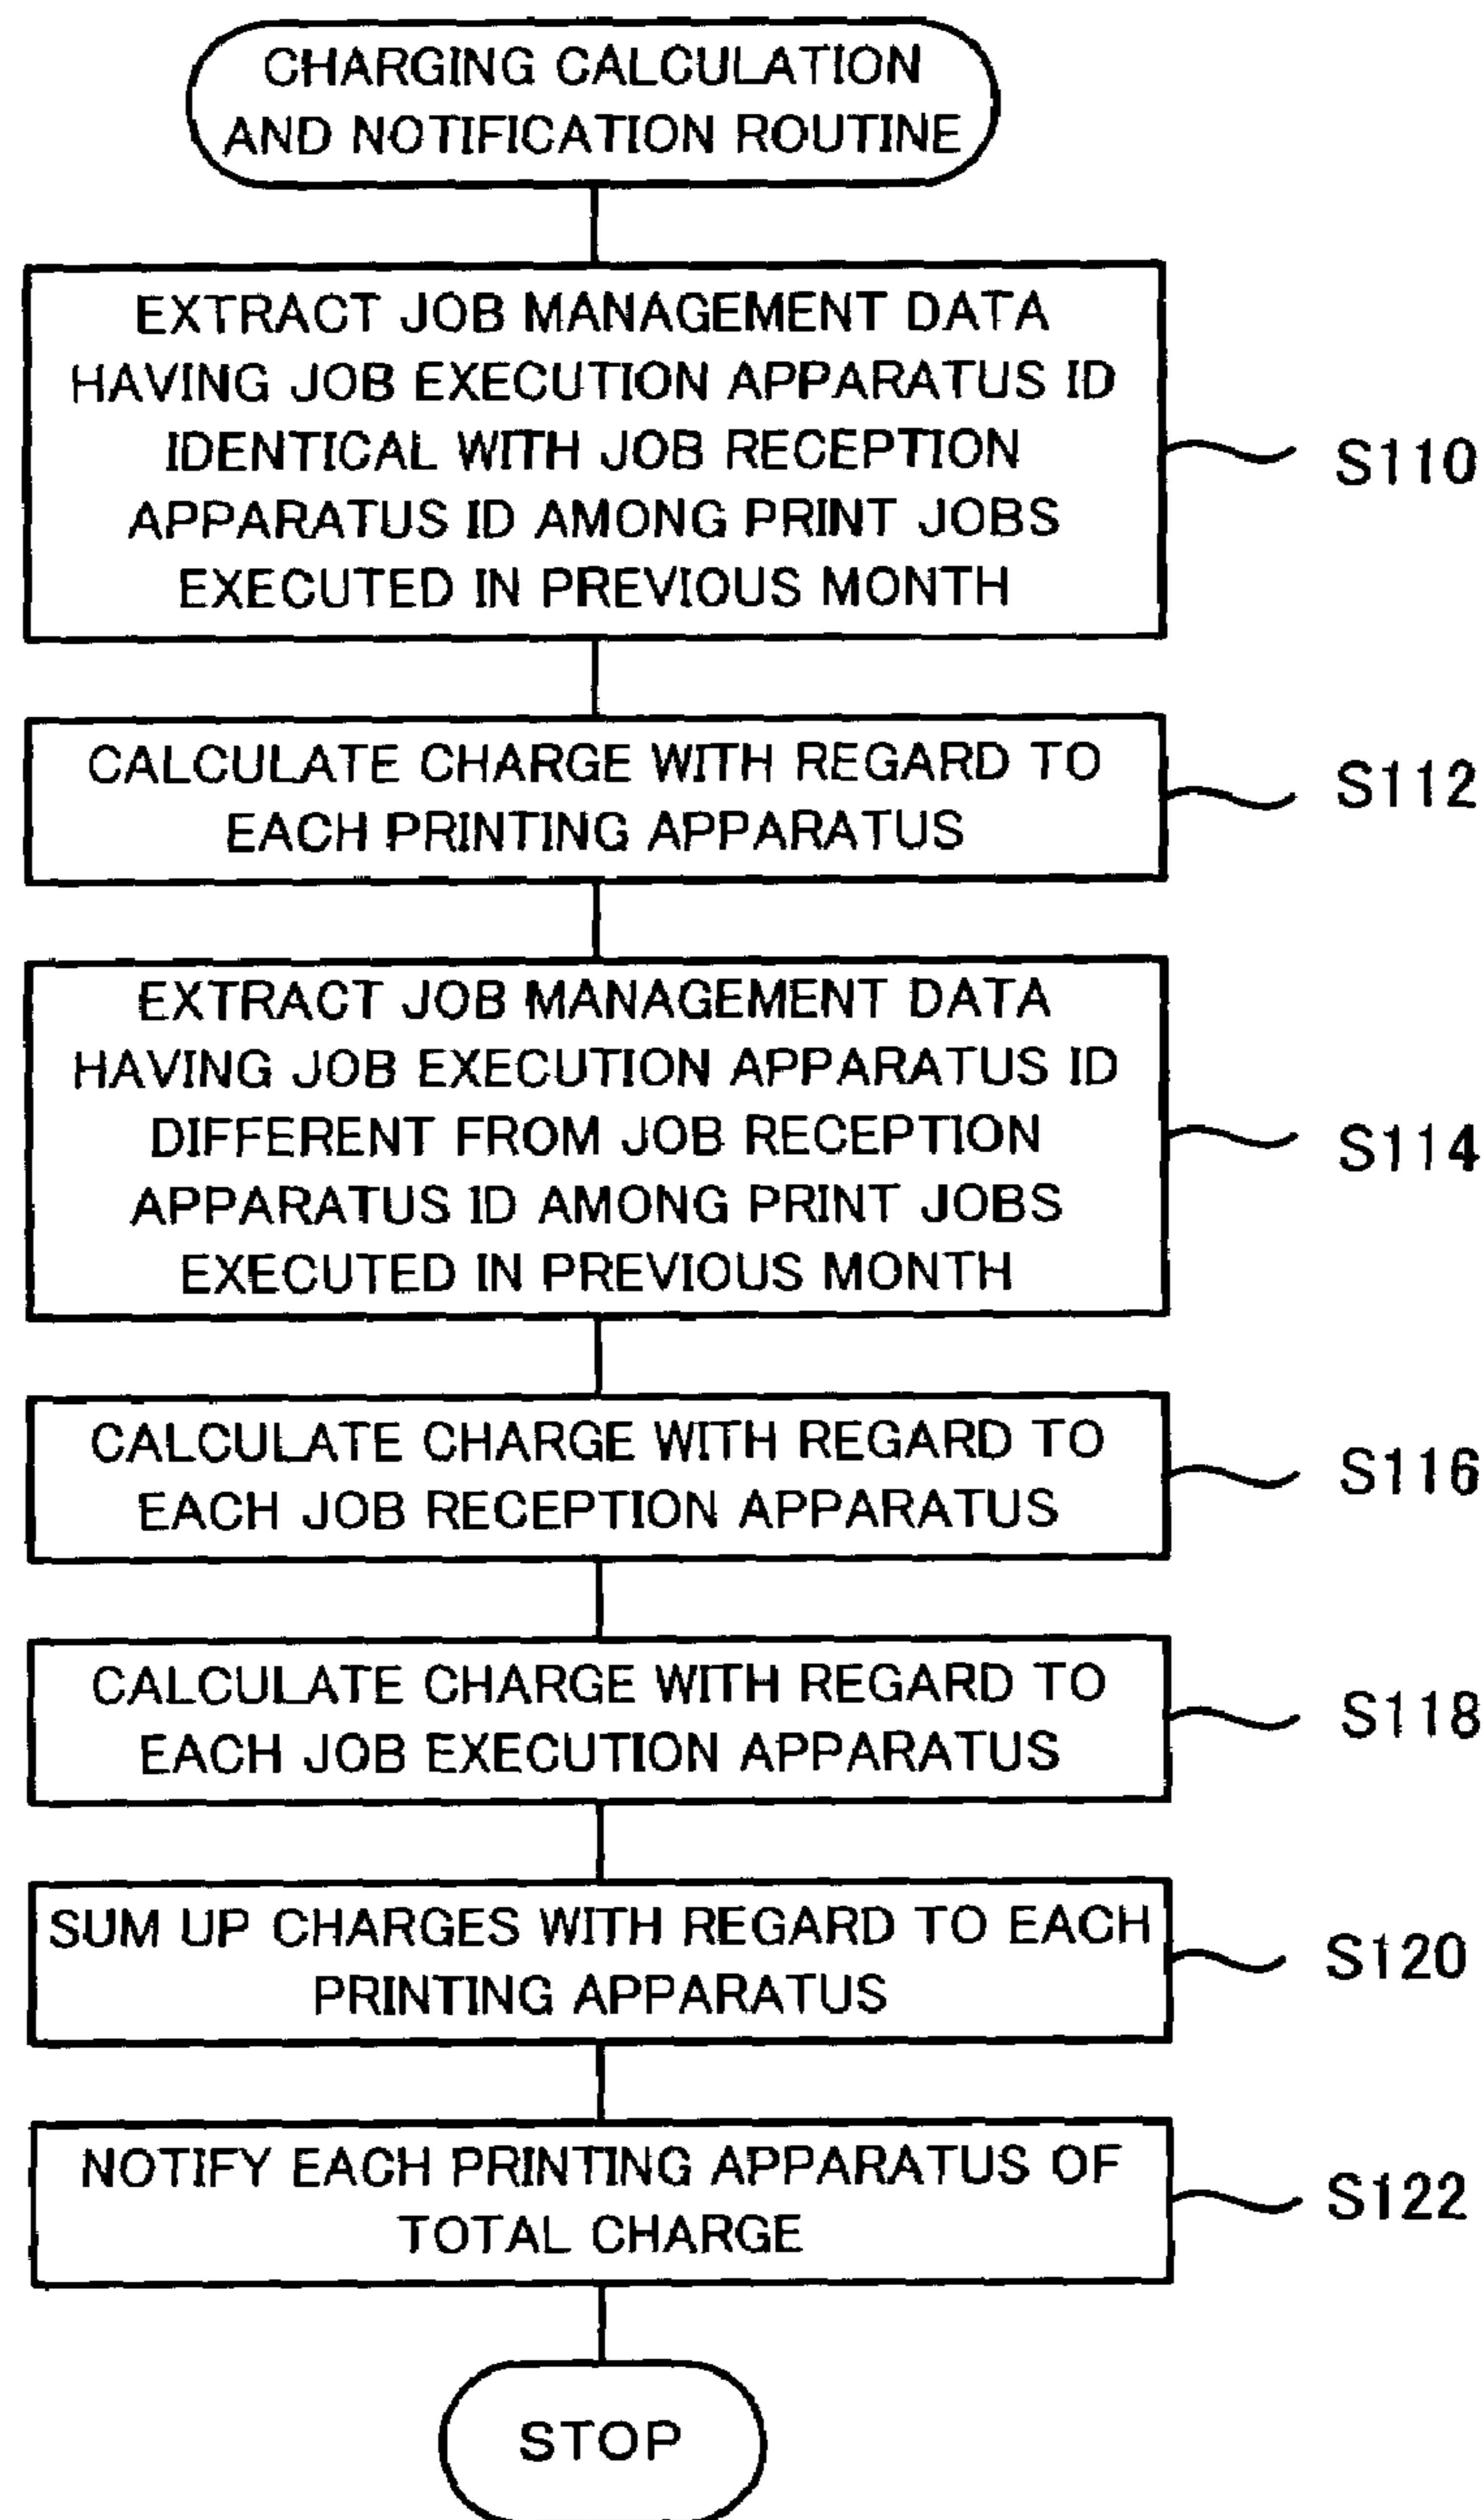 CHARGING CALCULATION
AND NOTIFICATION ROUTINE
EXTRACT JOB MANAGEMENT DATA
HAVING JOB EXECUTION APPARATUS ID
IDENTICAL WITH JOB RECEPTION
APPARATUS ID AMONG PRINT JOBS
EXECUTED IN PREVIOUS MONTH
S110
CALCULATE CHARGE WITH REGARD TO
EACH PRINTING APPARATUS
S112
EXTRACT JOB MANAGEMENT DATA
HAVING JOB EXECUTION APPARATUS ID
DIFFERENT FROM JOB RECEPTION
APPARATUS ID AMONG PRINT JOBS
EXECUTED IN PREVIOUS MONTH
S114
CALCULATE CHARGE WITH REGARD TO
EACH JOB RECEPTION APPARATUS
S116
CALCULATE CHARGE WITH REGARD TO
EACH JOB EXECUTION APPARATUS
S118
SUM UP CHARGES WITH REGARD TO EACH
PRINTING APPARATUS
S120
NOTIFY EACH PRINTING APPARATUS OF
TOTAL CHARGE
S122
STOP